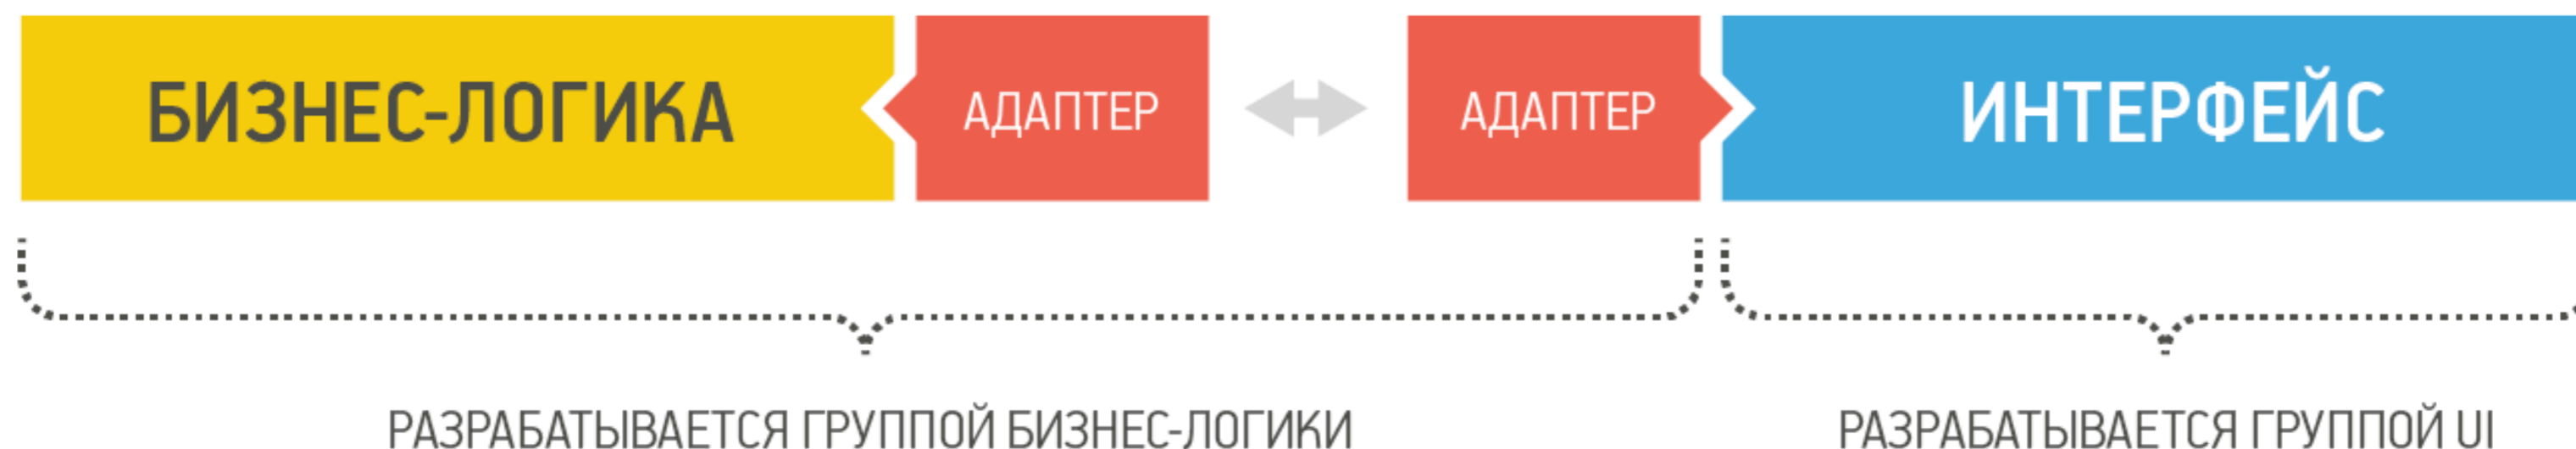 БИЗНЕС-ЛОГИКА
АДАПТЕР
АДАПТЕР
ИНТЕРФЕЙС
РАЗРАБАТЫВАЕТСЯ ГРУППОЙ БИЗНЕС-ЛОГИКИ
РАЗРАБАТЫВАЕТСЯ ГРУППОЙ UI